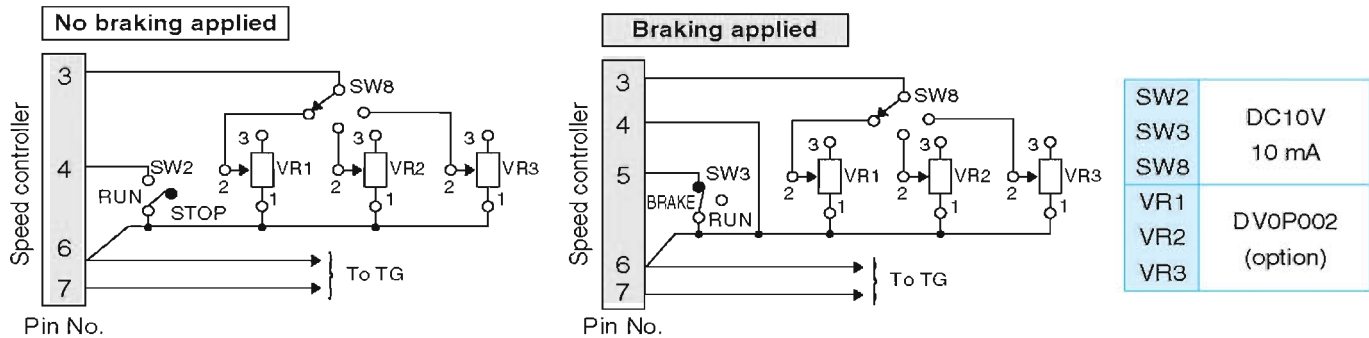 No braking applied
Speed controller
3
4
6
7
Pin No.
SW8
SW2
RUN
STOP
3
2
VR1
1
3
2
VR2
1
3
2
VR3
1
To TG
Braking applied
Speed controller
3
4
5
6
7
Pin No.
SW8
SW3
BRAKE
RUN
3
2
VR1
1
3
2
VR2
1
3
2
VR3
1
To TG
SW2
SW3
SW8
DC10V
10 mA
VR1
VR2
VR3
DV0P002
(option)